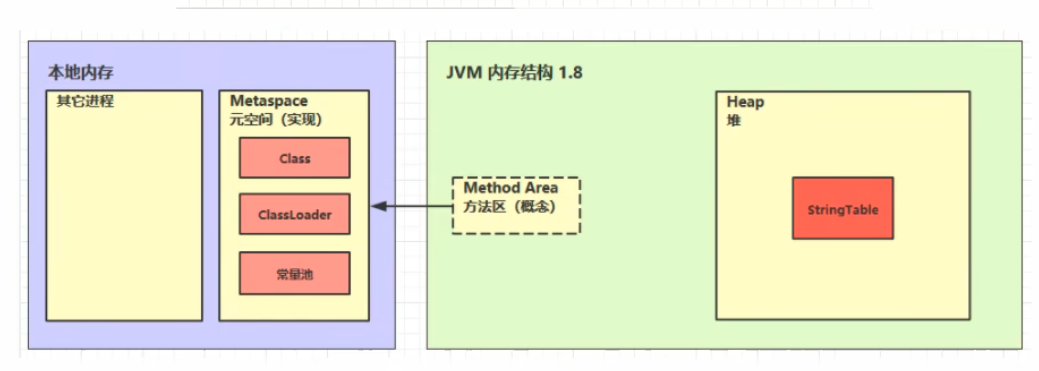 本地内存
其它进程
Metaspace
元空间（实现）
Class
ClassLoader
常量池
JVM 内存结构 1.8
Method Area
方法区（概念）
Heap
堆
StringTable